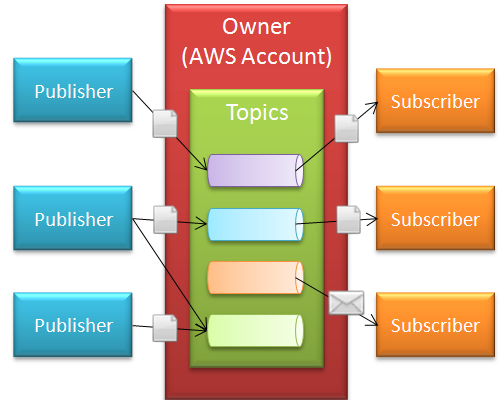 Owner
(AWS Account)
Publisher
Topics
Subscriber
Publisher
Subscriber
Publisher
Subscriber